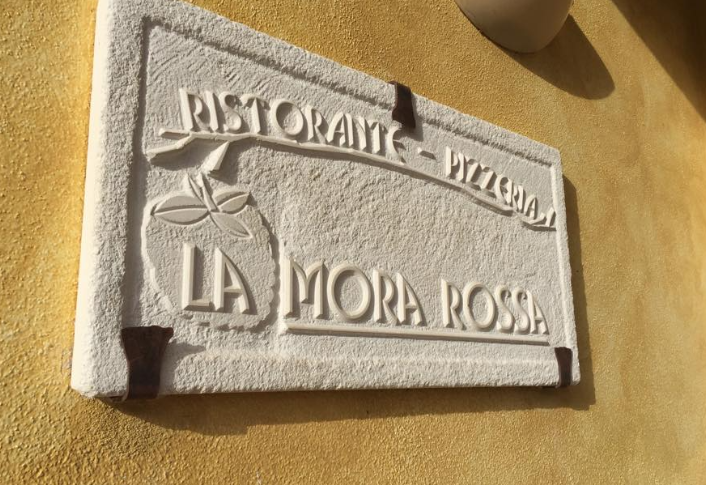 RISTORANTE - PIZZERIA
LA MORA ROSSA